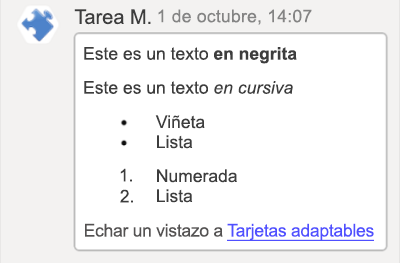 Tarea M. 1 de octubre, 14:07
Este es un texto en negrita
Este es un texto en cursiva
• Viñeta
• Lista
1. Numerada
2. Lista
Echar un vistazo a Tarjetas adaptables